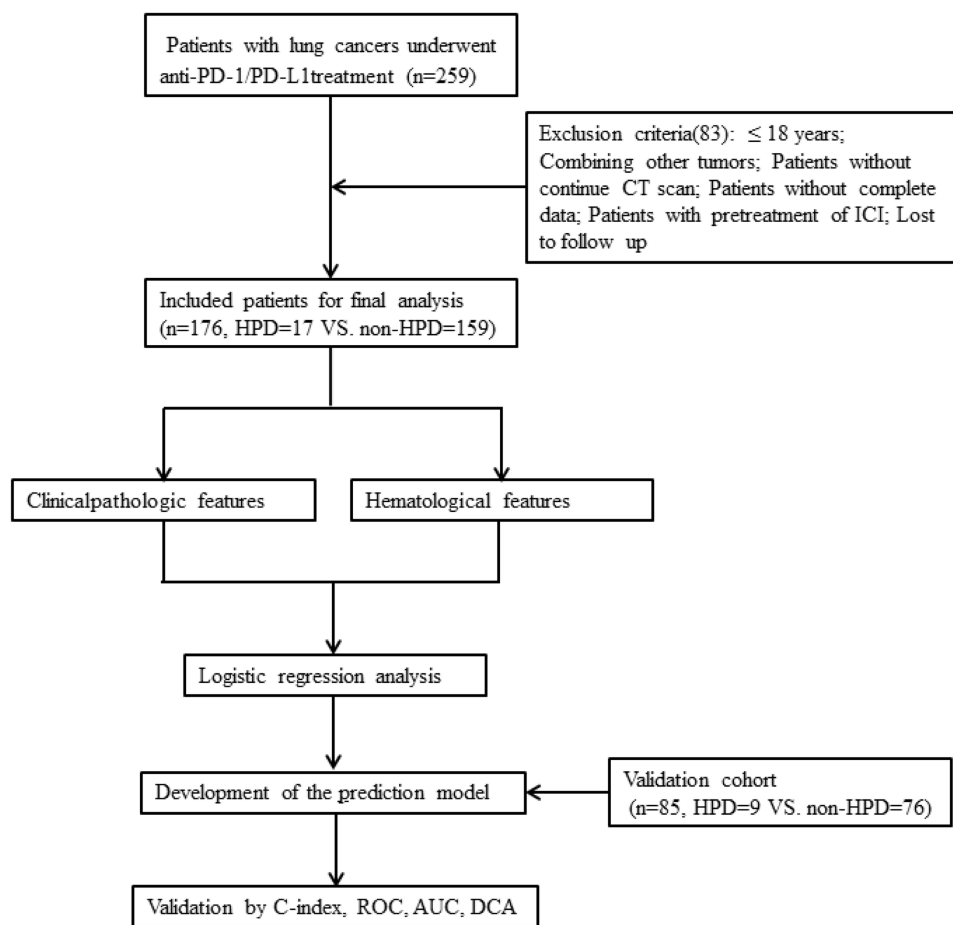 Patients with lung cancers underwent
anti-PD-1/PD-L1treatment (n=259)
Exclusion criteria(83): ≤ 18 years;
Combining other tumors; Patients without
continue CT scan; Patients without complete
data; Patients with pretreatment of ICI; Lost
to follow up
Included patients for final analysis
(n=176, HPD=17 VS. non-HPD=159)
Clinicalpathologic features
Hematological features
Logistic regression analysis
Development of the prediction model
Validation cohort
(n=85, HPD=9 VS. non-HPD=76)
Validation by C-index, ROC, AUC, DCA